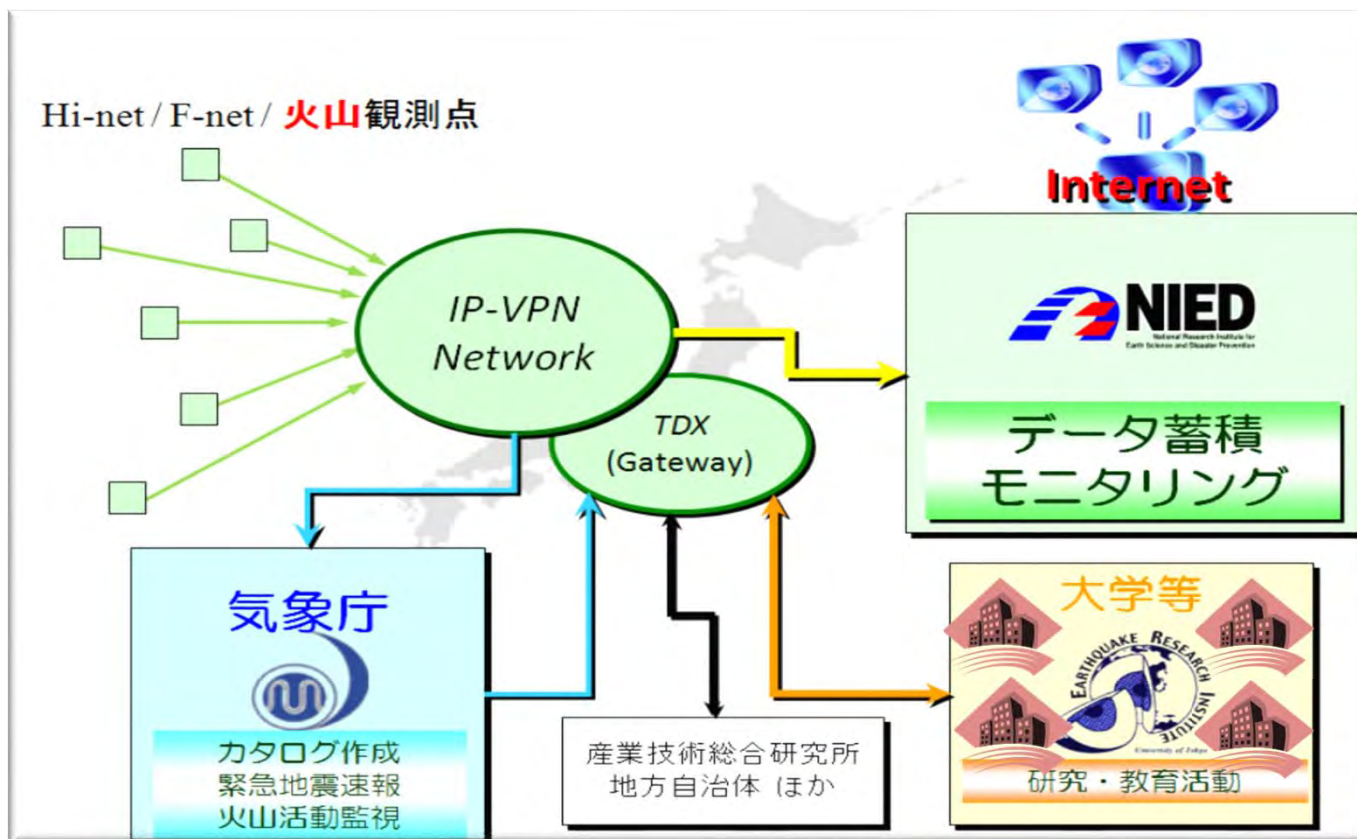 Hi-net / F-net / 火山観測点
Internet
IP-VPN
Network
NIED
National Research Institute for
Earth Science and Disaster Prevention
TDX
(Gateway)
データ蓄積
モニタリング
気象庁
カタログ作成
緊急地震速報
火山活動監視
産業技術総合研究所
地方自治体 ほか
大学等
EARTHQUAKE RESEARCH INSTITUTE
University of Tokyo
研究・教育活動